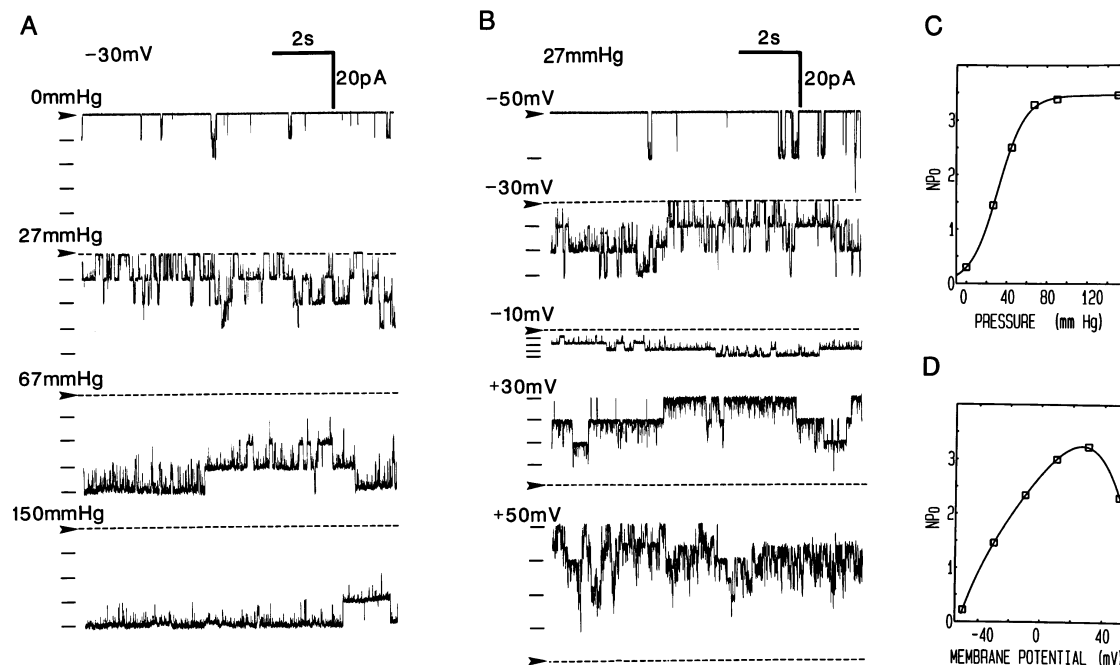 A
-30mV
2s
20pA
0mmHg
27mmHg
67mmHg
150mmHg
B
27mmHg
2s
20pA
-50mV
-30mV
-10mV
+30mV
+50mV
C
NPo
3
2
1
0
0 40 80 120
PRESSURE (mm Hg)
D
NPo
3
2
1
0
-40 0 40
MEMBRANE POTENTIAL (mV)